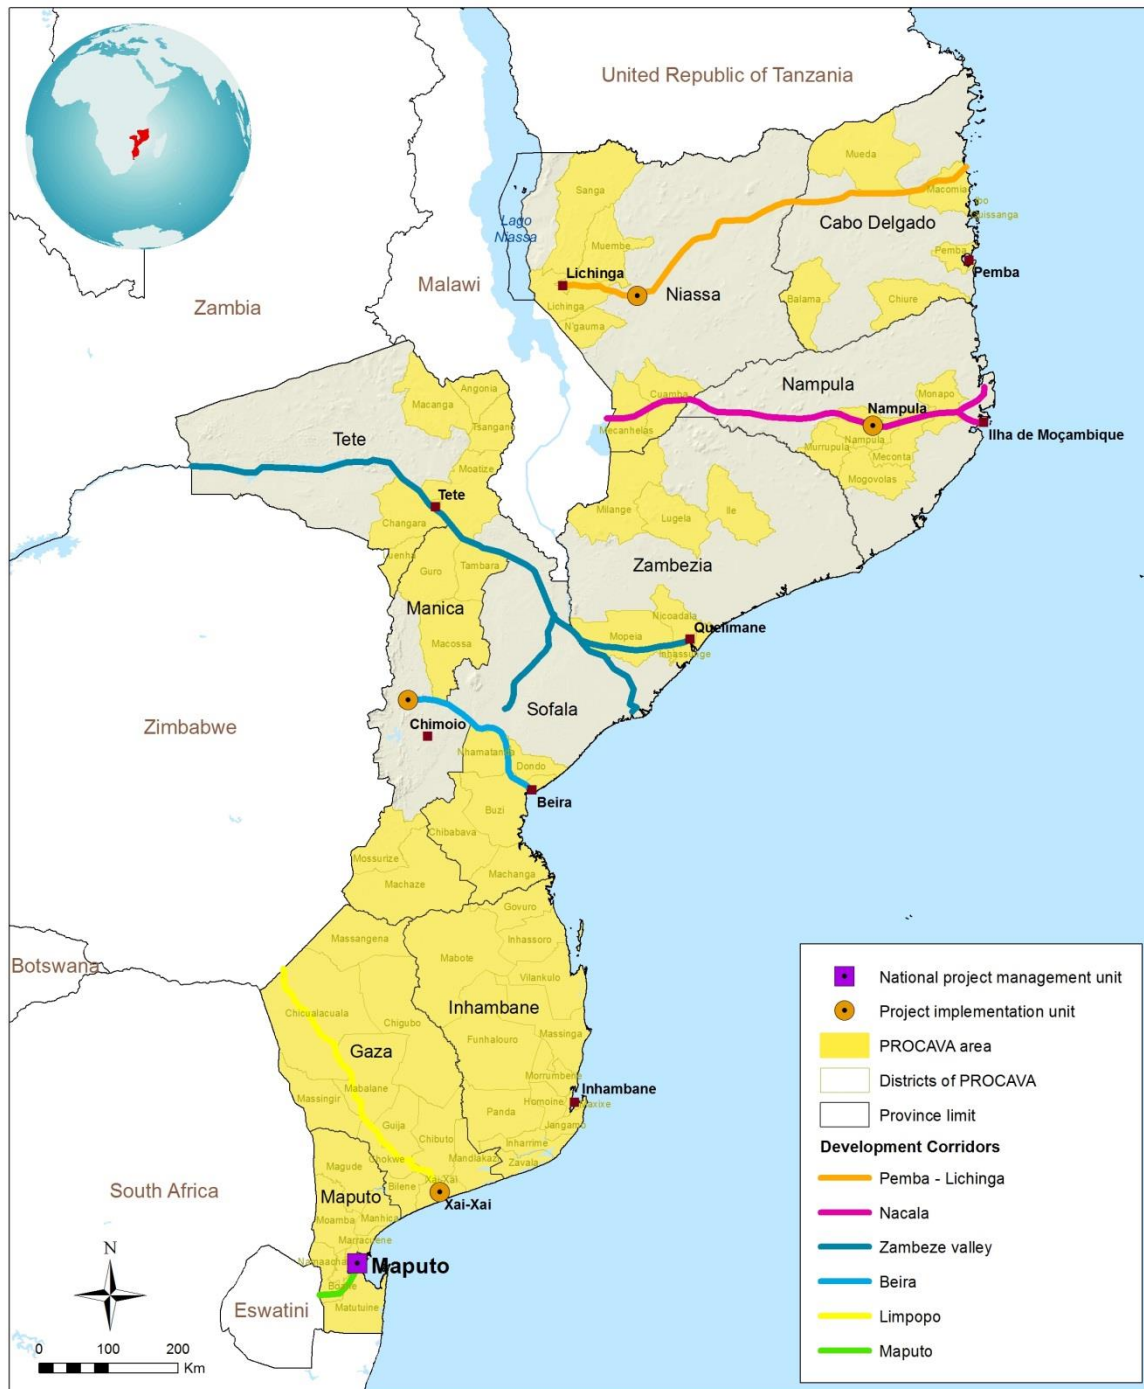 United Republic of Tanzania
Mueda
Sanga
Macomia
Lago
Niassa
Cabo Delgado
Muembe
Pemba
Pemba
Lichinga
Malawi
Zambia
Niassa
Balama
Chiure
Lichinga
N'gauma
Nampula
Angonia
Cuamba
Monapo
Macanga
Nampula
Mecanhelas
Tsangano
Ilha de Moçambique
Tete
Nampula
Murrupula
Meconta
Moatize
Mogovolas
Tete
Milange
Ile
Lugela
Changara
Zambezia
Tambara
Guro
Manica
Nicoadala
Quelimane
Mopeia
Macossa
Inhassunge
Sofala
Zimbabwe
Chimoio
Nhamatanda
Dondo
Beira
Buzi
Chibabava
Mossurize
Machanga
Machaze
Govuro
Massangena
Inhassoro
Mabote
Botswana
Vilankulo
Inhambane
Chicualacuala
Chigubo
Massinga
Funhalouro
Gaza
Morrumbene
Mabalane
Inhambane
Massingir
Homoine
Panda
Guija
Jangamo
Chibuto
Inharrime
Chokwe
Mandlakazi
Zavala
Magude
Xai-Xai
Bilene
South Africa
Maputo
Xai-Xai
Moamba
Manhica
Marracuene
Maputo
Matutuine
Eswatini
N
0 100 200
Km
National project management unit
Project implementation unit
PROCAVA area
Districts of PROCAVA
Province limit
Development Corridors
Pemba - Lichinga
Nacala
Zambeze valley
Beira
Limpopo
Maputo